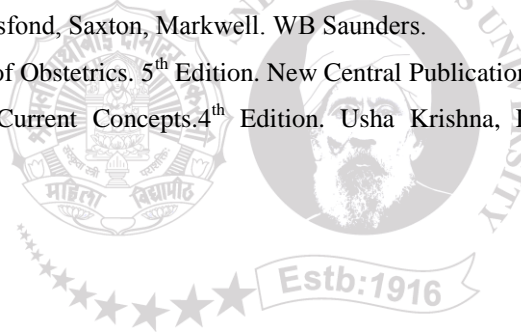 sfond, Saxton, Markwell. WB Saunders.
of Obstetrics. 5th Edition. New Central Publication
Current Concepts.4th Edition. Usha Krishna,
महिला विद्यापीठ
Estb:1916